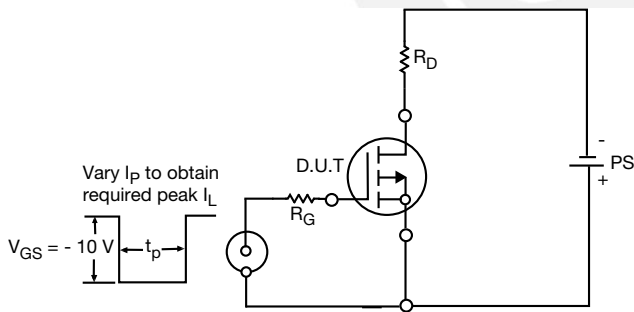 R_D
-
PS
+
D.U.T
Vary I_P to obtain
required peak I_L
R_G
V_GS = - 10 V
t_p